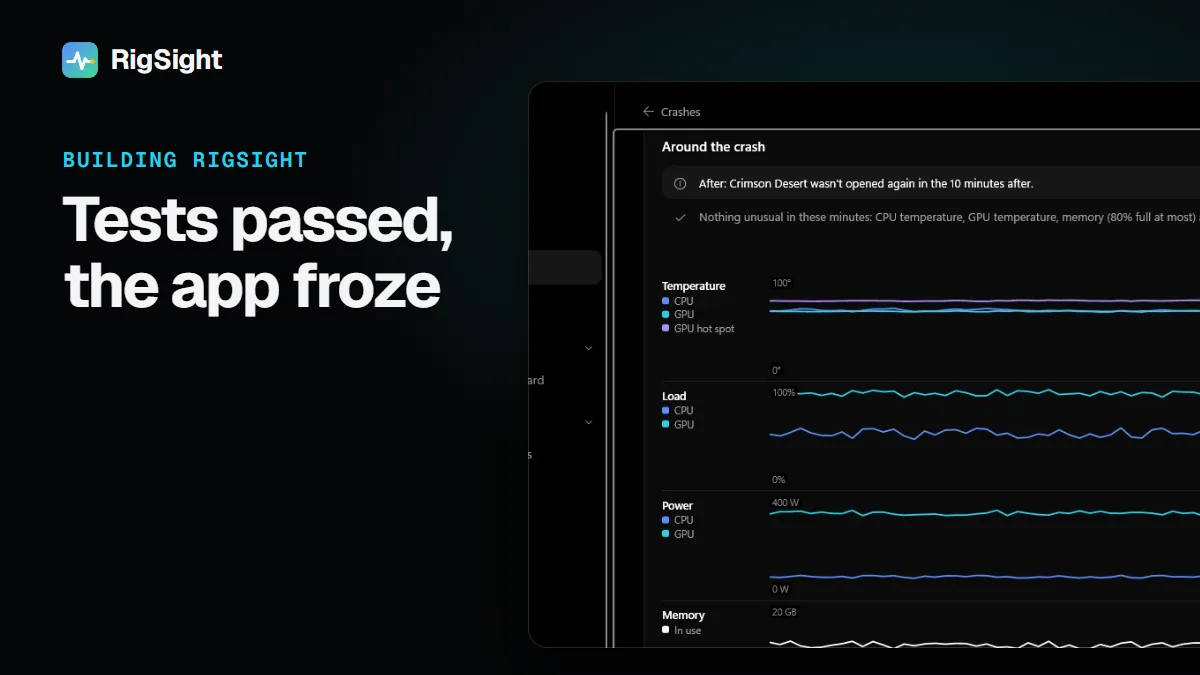 RigSight
BUILDING RIGSIGHT
Tests passed,
the app froze
Crashes
Around the crash
After: Crimson Desert wasn't opened again in the 10 minutes after.
Nothing unusual in these minutes: CPU temperature, GPU temperature, memory (80% full at most)
ard
s
Temperature
CPU
GPU
GPU hot spot
100°
0°
Load
CPU
GPU
100%
0%
Power
CPU
GPU
400 W
0 W
Memory
In use
20 GB